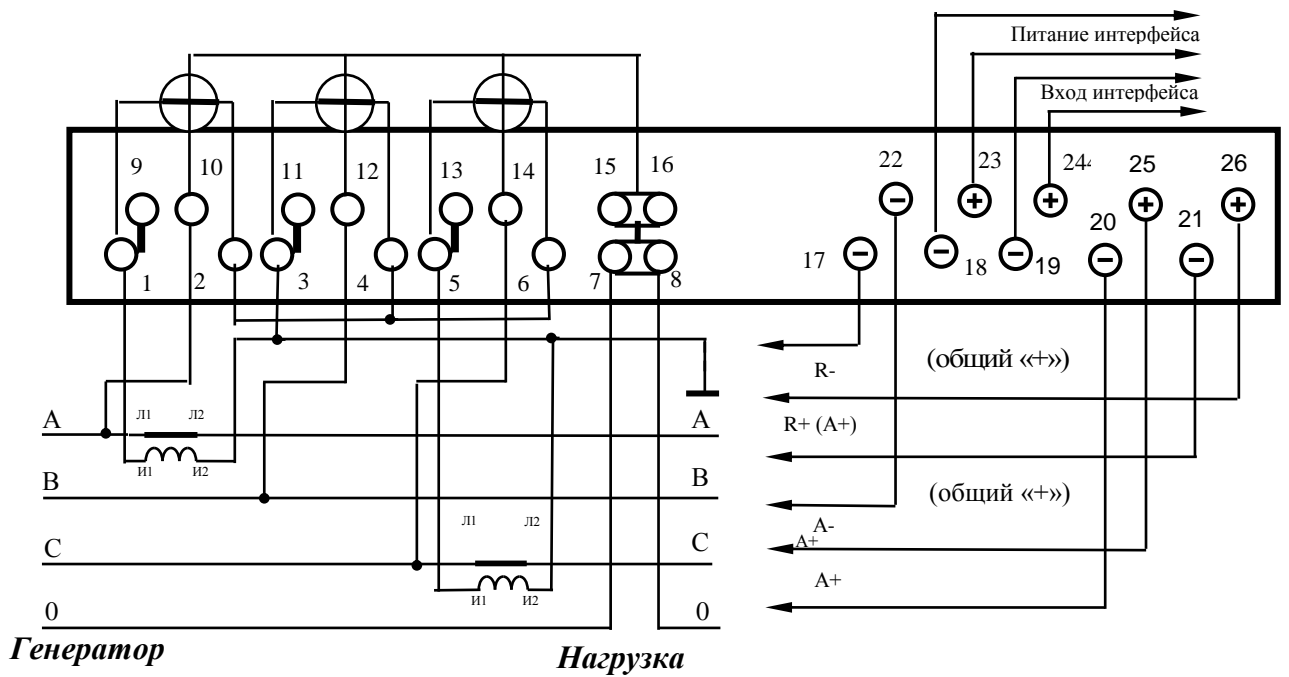 Питание интерфейса
Вход интерфейса
9 10 11 12 13 14 15 16 22 23 24 25 26
20 21
1 2 3 4 5 6 7 8 17 18 19
R-
(общий «+»)
R+ (A+)
A Л1 Л2 A
И1 И2
B B
(общий «+»)
Л1 Л2 A-
C C A+
A+
И1 И2
0 0
Генератор
Нагрузка